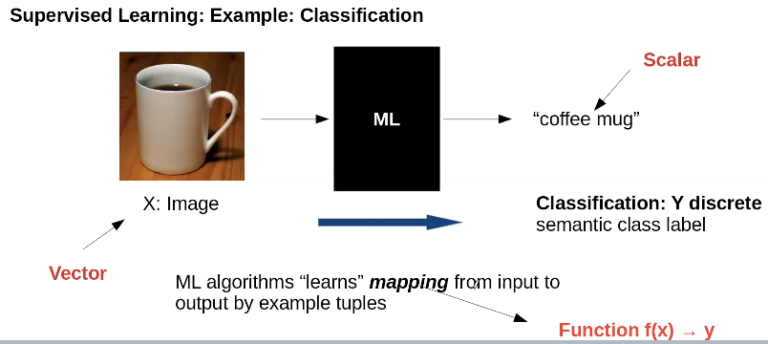 Supervised Learning: Example: Classification
Scalar
ML
“coffee mug”
X: Image
Classification: Y discrete
semantic class label
Vector
ML algorithms “learns” mapping from input to
output by example tuples
Function f(x) → y